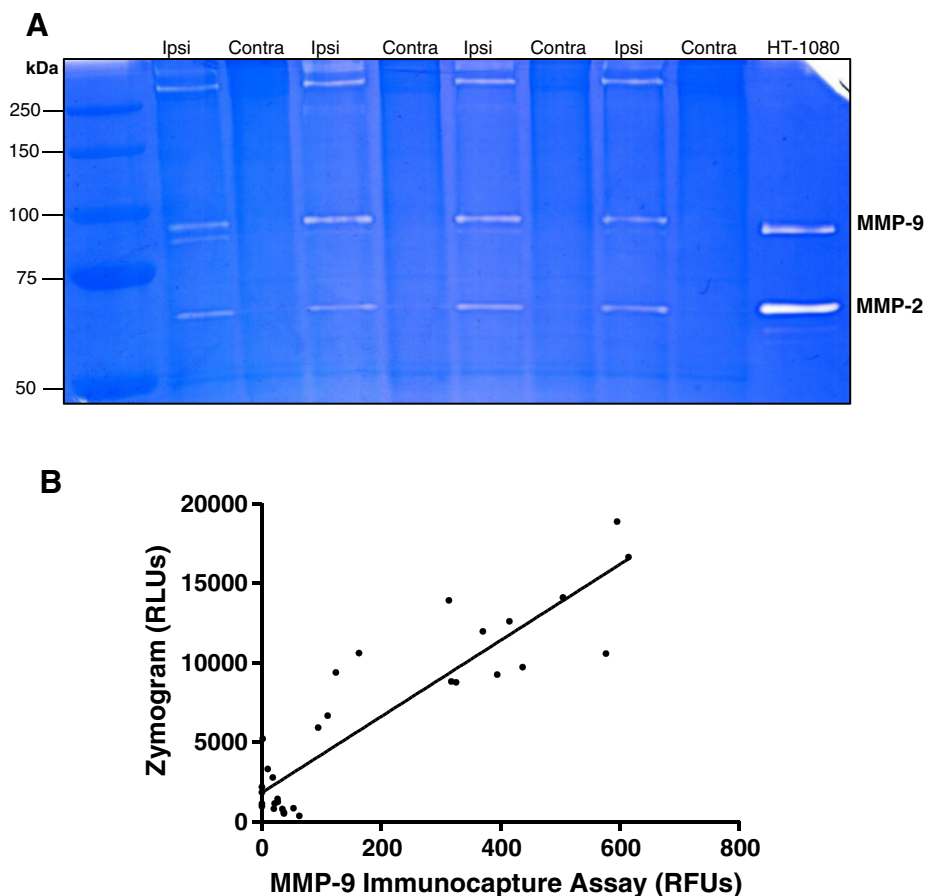 A
Ipsi Contra Ipsi Contra Ipsi Contra Ipsi Contra HT-1080
kDa
250
150
100
MMP-9
75
MMP-2
50
B
20000
15000
10000
5000
0
Zymogram (RLUs)
0 200 400 600 800
MMP-9 Immunocapture Assay (RFUs)